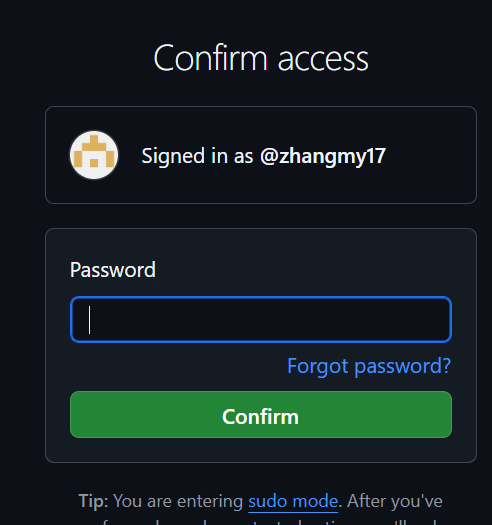 Confirm access
Signed in as @zhangmy17
Password
Forgot password?
Confirm
Tip: You are entering sudo mode. After you've